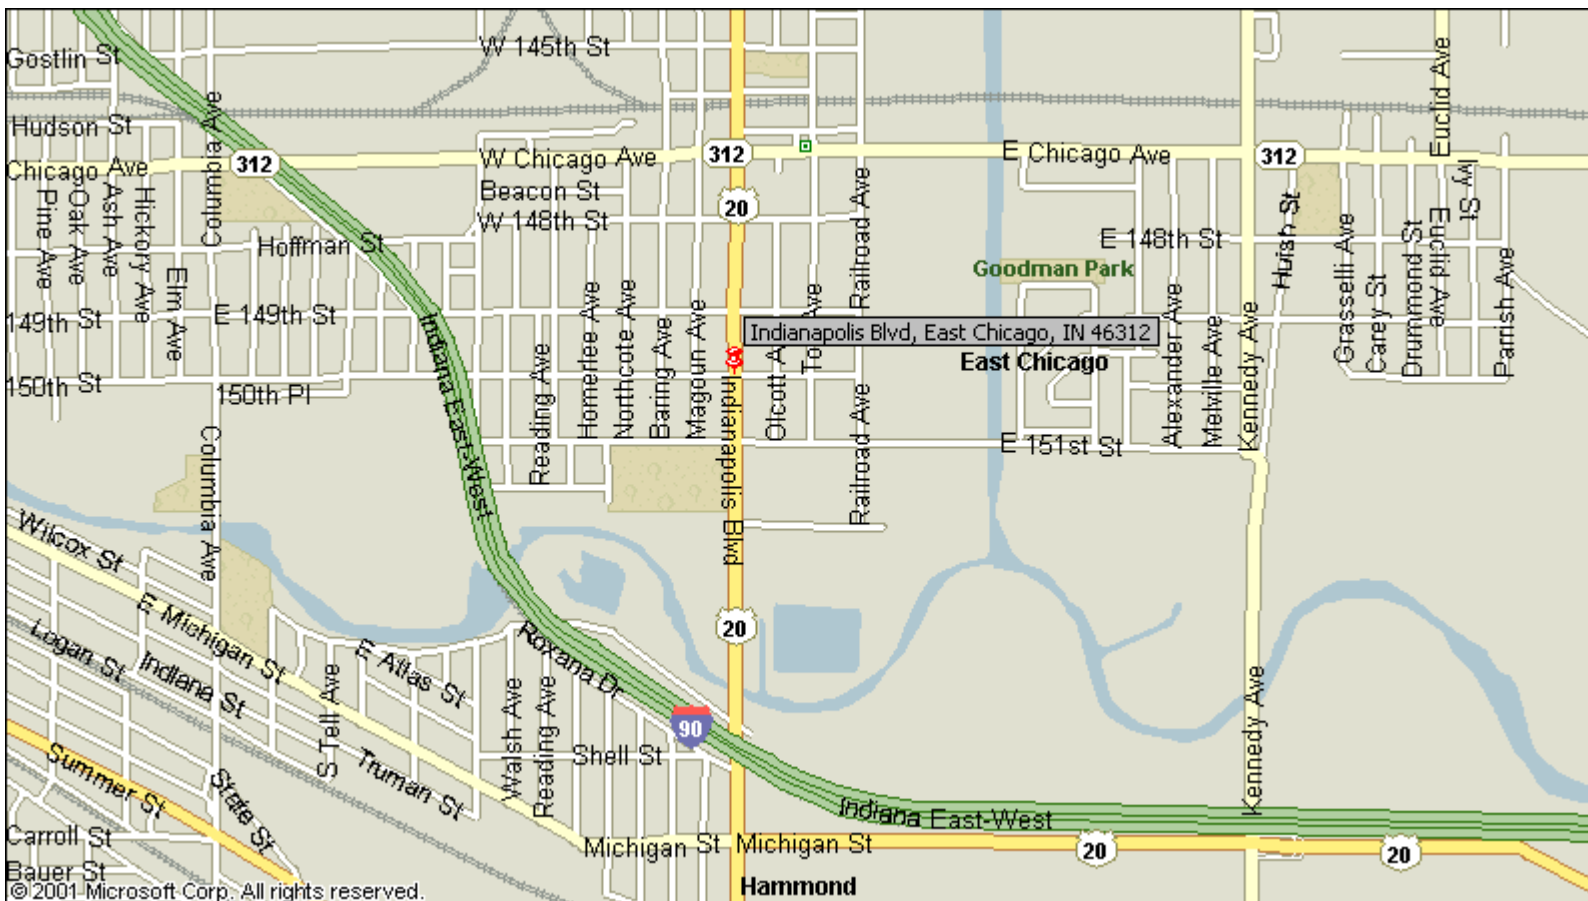 W 145th St
Gostlin St
Euclid Ave
Hudson St
Columbia Ave
Chicago Ave
312
W Chicago Ave
312
E Chicago Ave
312
Pine Ave
Oak Ave
Ash Ave
Hickory Ave
Beacon St
20
Railroad Ave
Ivy St
W 148th St
Hoffman St
E 148th St
Huish St
Grasselli Ave
Drummond St
Euclid Ave
Goodman Park
Elm Ave
Carey St
Parrish Ave
149th St
E 149th St
Indiana East-West
Homerlee Ave
Northcote Ave
Baring Ave
Magoun Ave
Indianapolis Blvd, East Chicago, IN 46312
East Chicago
Alexander Ave
Melville Ave
Kennedy Ave
150th St
150th Pl
Reading Ave
Olcott A
To
ve
Railroad Ave
Indianapolis Blvd
E 151st St
Columbia Ave
Wilcox St
E Michigan St
Logan St
Indiana St
E Atlas St
S Tell Ave
Roxana Dr
20
Walsh Ave
Reading Ave
Kennedy Ave
90
Shell St
Truman St
Summer St
State St
Indiana East-West
Carroll St
Michigan St
Michigan St
20
20
Bauer St
Hammond
© 2001 Microsoft Corp. All rights reserved.